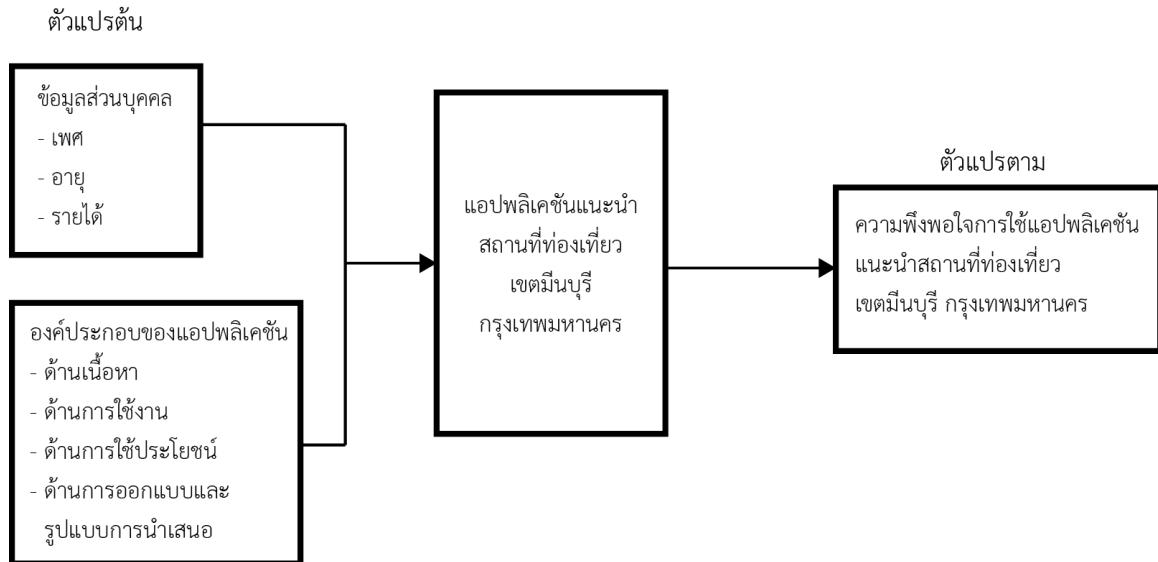 ตัวแปรต้น
ข้อมูลส่วนบุคคล
- เพศ
- อายุ
- รายได้
องค์ประกอบของแอปพลิเคชัน
- ด้านเนื้อหา
- ด้านการใช้งาน
- ด้านการใช้ประโยชน์
- ด้านการออกแบบและ
รูปแบบการนำเสนอ
แอปพลิเคชันแนะนำ
สถานที่ท่องเที่ยว
เขตมีนบุรี
กรุงเทพมหานคร
ตัวแปรตาม
ความพึงพอใจการใช้แอปพลิเคชัน
แนะนำสถานที่ท่องเที่ยว
เขตมีนบุรี กรุงเทพมหานคร